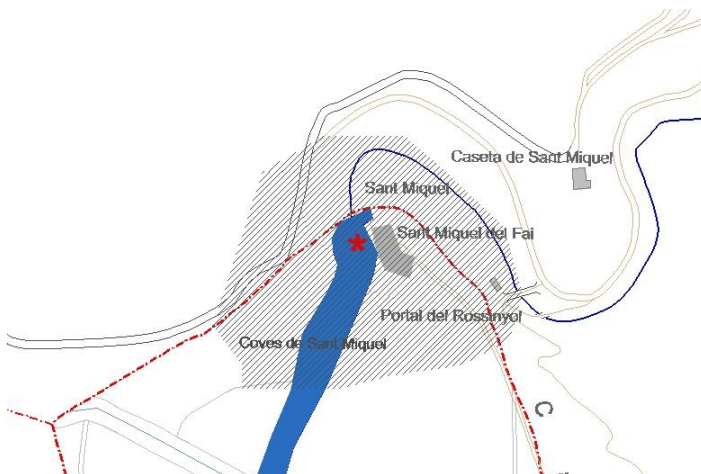 Caseta de Sant Miquel
Sant Miquel
Sant Miquel del Fai
Portal del Rossinyol
Coves de Sant Miquel
C